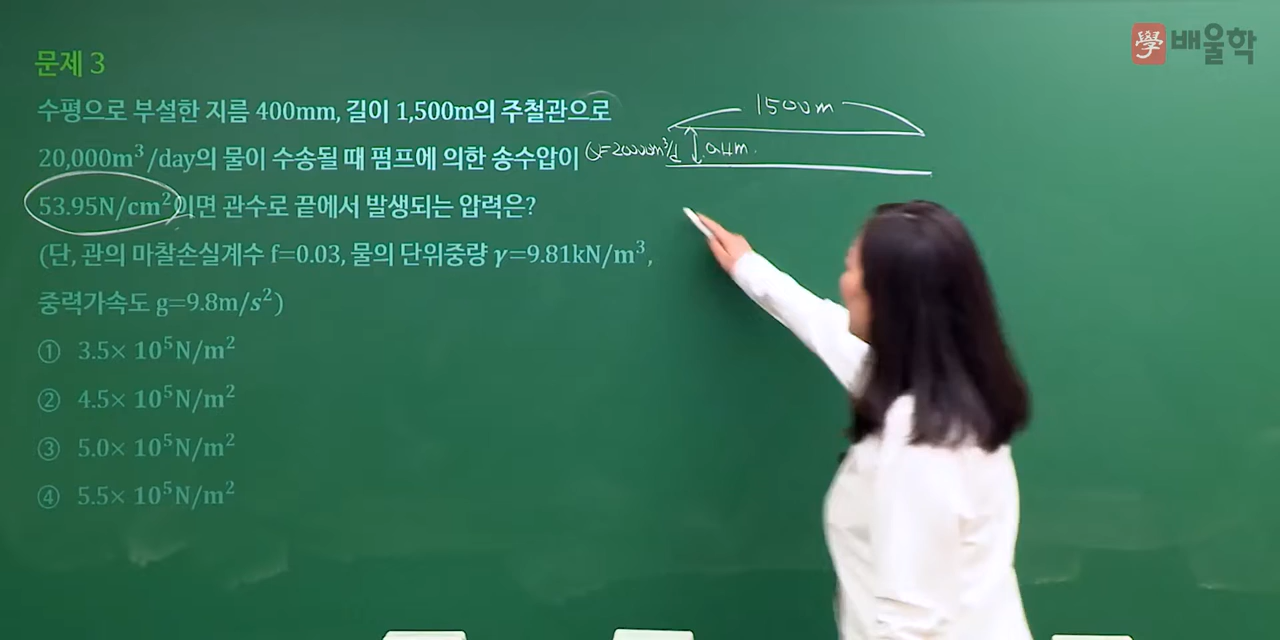 學 배울학
문제 3
수평으로 부설한 지름 400mm, 길이 1,500m의 주철관으로
20,000m³/day의 물이 수송될 때 펌프에 의한 송수압이
53.95N/cm²이면 관수로 끝에서 발생되는 압력은?
(단, 관의 마찰손실계수 f=0.03, 물의 단위중량 γ=9.81kN/m³,
중력가속도 g=9.8m/s²)
① 3.5× 10⁵N/m²
② 4.5× 10⁵N/m²
③ 5.0× 10⁵N/m²
④ 5.5× 10⁵N/m²
1500m
Q=20000m³/d 0.4m